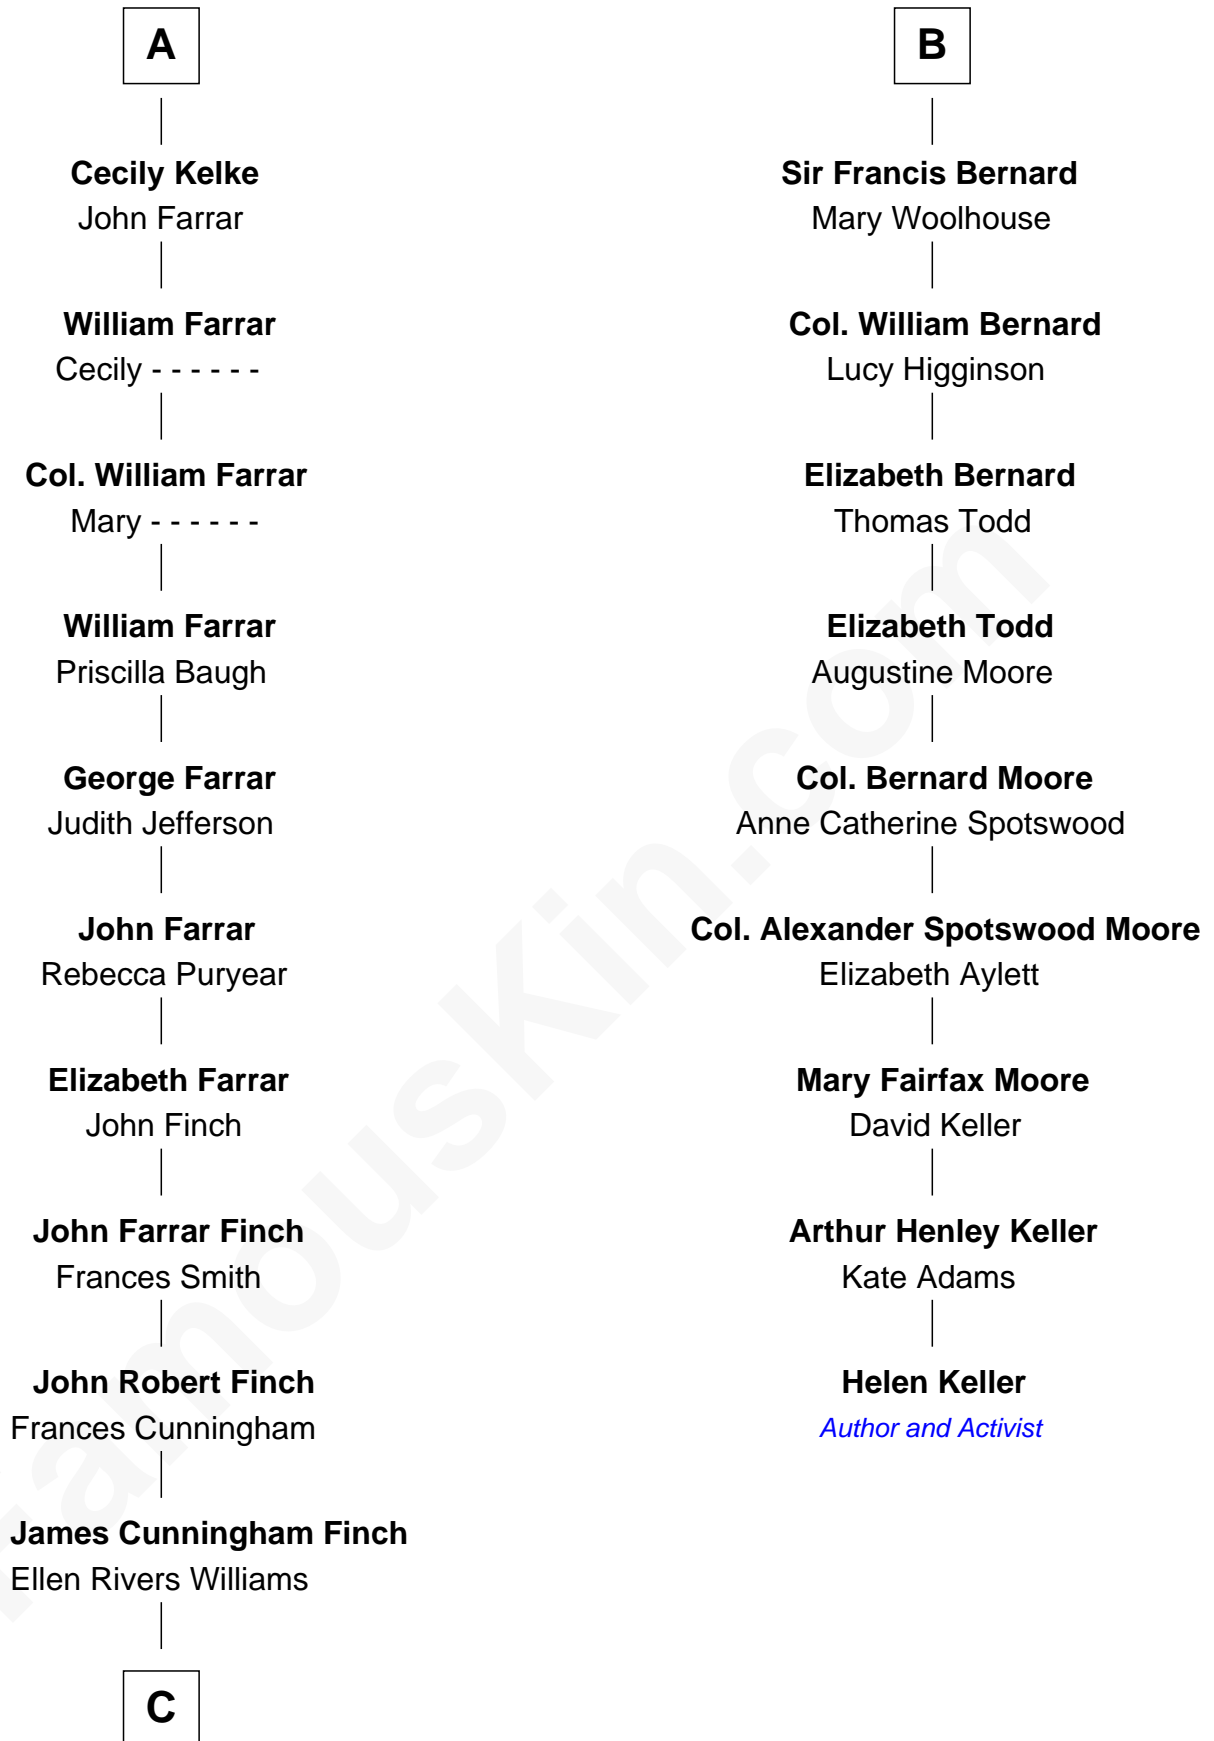 A
Cecily Kelke
John Farrar
William Farrar
Cecily - - - - - -
Col. William Farrar
Mary - - - - - -
William Farrar
Priscilla Baugh
George Farrar
Judith Jefferson
John Farrar
Rebecca Puryear
Elizabeth Farrar
John Finch
John Farrar Finch
Frances Smith
John Robert Finch
Frances Cunningham
James Cunningham Finch
Ellen Rivers Williams
C
B
Sir Francis Bernard
Mary Woolhouse
Col. William Bernard
Lucy Higginson
Elizabeth Bernard
Thomas Todd
Elizabeth Todd
Augustine Moore
Col. Bernard Moore
Anne Catherine Spotswood
Col. Alexander Spotswood Moore
Elizabeth Aylett
Mary Fairfax Moore
David Keller
Arthur Henley Keller
Kate Adams
Helen Keller
Author and Activist
FamousKin.com